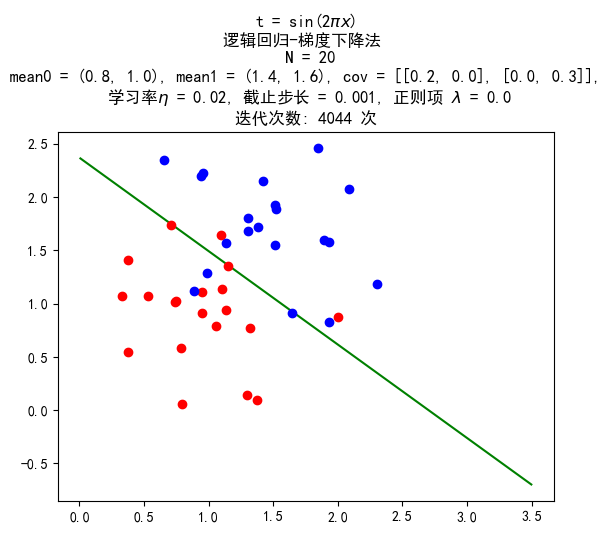 t = sin(2πx)
逻辑回归-梯度下降法
N = 20
mean0 = (0.8, 1.0), mean1 = (1.4, 1.6), cov = [[0.2, 0.0], [0.0, 0.3]],
学习率η = 0.02, 截止步长 = 0.001, 正则项 λ = 0.0
迭代次数: 4044 次
2.5
2.0
1.5
1.0
0.5
0.0
-0.5
0.0 0.5 1.0 1.5 2.0 2.5 3.0 3.5